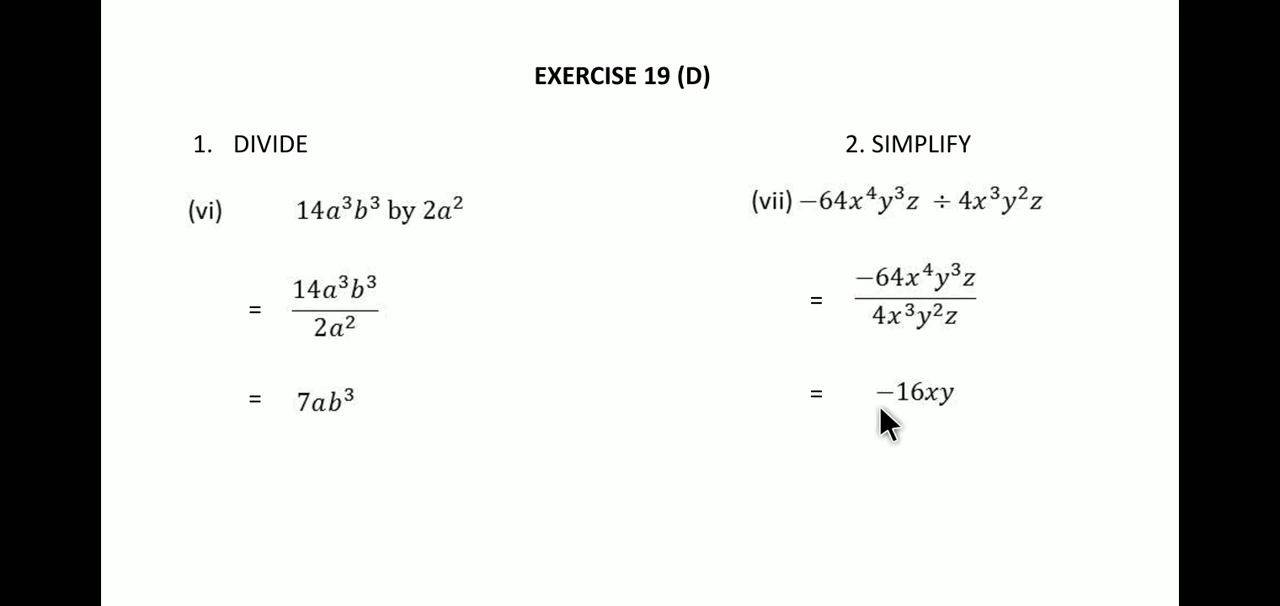 EXERCISE 19 (D)
1. DIVIDE
(vi) 14a³b³ by 2a²
= 14a³b³ / 2a²
= 7ab³
2. SIMPLIFY
(vii) −64x⁴y³z ÷ 4x³y²z
= −64x⁴y³z / 4x³y²z
= −16xy